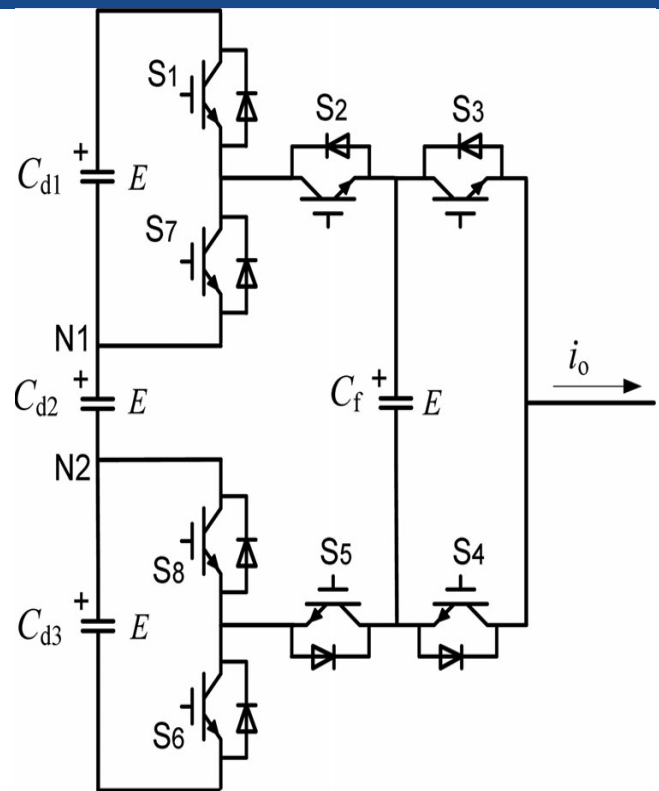 S1
S2
S3
+
Cd1
E
S7
N1
+
Cd2
E
io
Cf
+
E
N2
S8
S5
S4
+
Cd3
E
S6